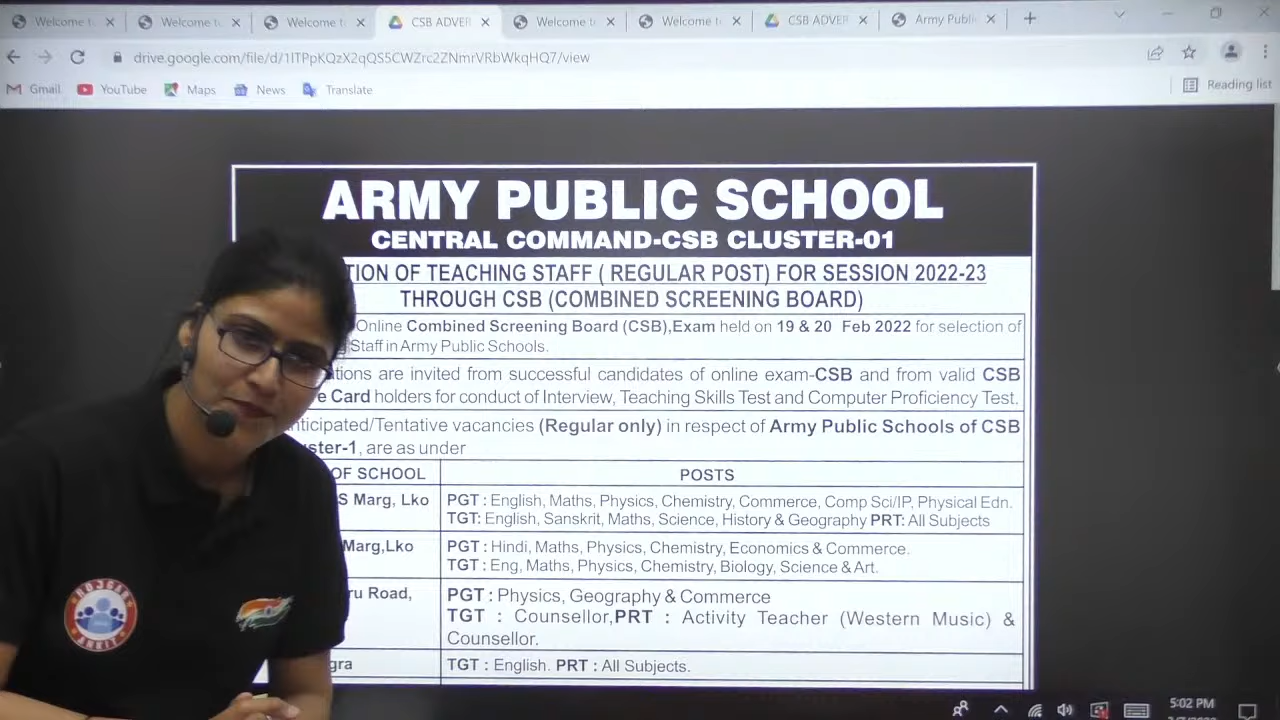 Welcome t
Welcome t
Welcome t
CSB ADVER
Welcome t
Welcome t
CSB ADVER
Army Publi
drive.google.com/file/d/1lTPpKQzX2qQS5CWZrc2ZNmrVRbWkqHQ7/view
Gmail YouTube Maps News Translate Reading list
ARMY PUBLIC SCHOOL
CENTRAL COMMAND-CSB CLUSTER-01
TION OF TEACHING STAFF ( REGULAR POST) FOR SESSION 2022-23
THROUGH CSB (COMBINED SCREENING BOARD)
Online Combined Screening Board (CSB),Exam held on 19 & 20 Feb 2022 for selection of
Staff in Army Public Schools.
tions are invited from successful candidates of online exam-CSB and from valid CSB
e Card holders for conduct of Interview, Teaching Skills Test and Computer Proficiency Test.
nticipated/Tentative vacancies (Regular only) in respect of Army Public Schools of CSB
ster-1, are as under
OF SCHOOL POSTS
S Marg, Lko PGT : English, Maths, Physics, Chemistry, Commerce, Comp Sci/IP, Physical Edn.
TGT: English, Sanskrit, Maths, Science, History & Geography PRT: All Subjects
Marg,Lko PGT : Hindi, Maths, Physics, Chemistry, Economics & Commerce.
TGT : Eng, Maths, Physics, Chemistry, Biology, Science & Art.
ru Road, PGT : Physics, Geography & Commerce
TGT : Counsellor,PRT : Activity Teacher (Western Music) &
Counsellor.
gra TGT : English. PRT : All Subjects.
5:02 PM
ROJGAR
ANKIT